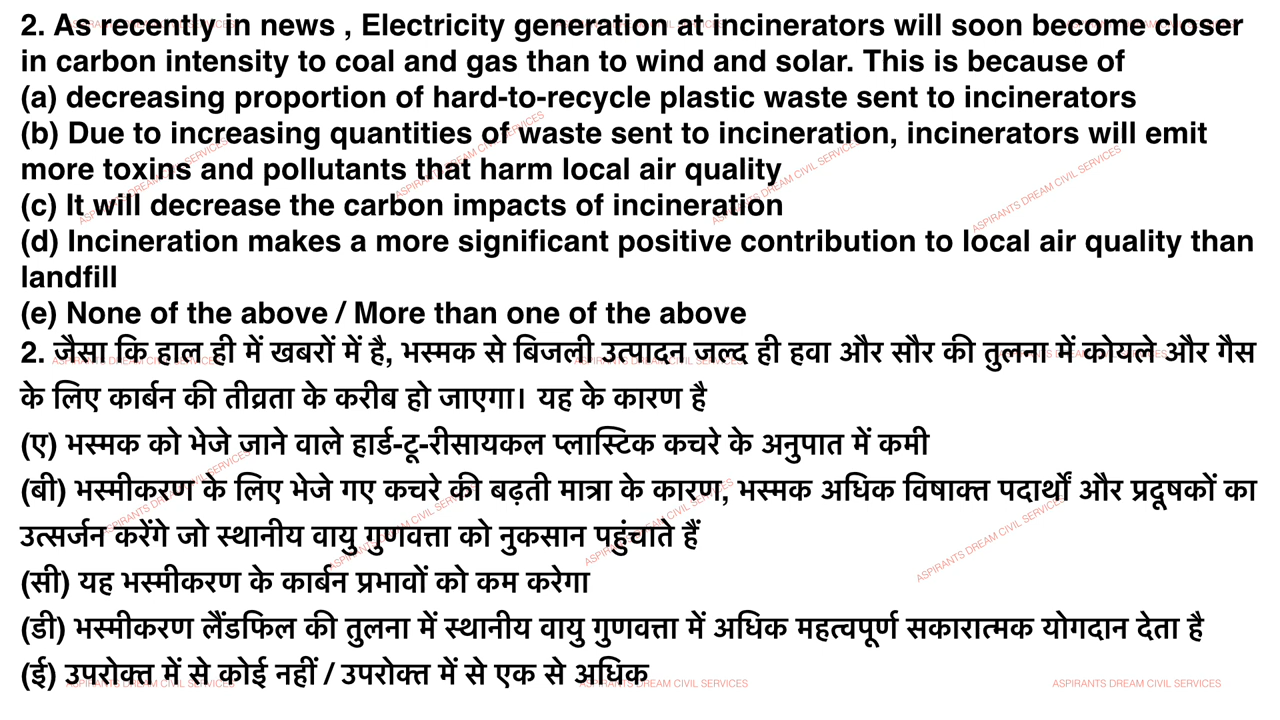 2. As recently in news , Electricity generation at incinerators will soon become closer
in carbon intensity to coal and gas than to wind and solar. This is because of
(a) decreasing proportion of hard-to-recycle plastic waste sent to incinerators
(b) Due to increasing quantities of waste sent to incineration, incinerators will emit
more toxins and pollutants that harm local air quality
(c) It will decrease the carbon impacts of incineration
(d) Incineration makes a more significant positive contribution to local air quality than
landfill
(e) None of the above / More than one of the above
2. जैसा कि हाल ही में खबरों में है, भस्मक से बिजली उत्पादन जल्द ही हवा और सौर की तुलना में कोयले और गैस
के लिए कार्बन की तीव्रता के करीब हो जाएगा। यह के कारण है
(ए) भस्मक को भेजे जाने वाले हार्ड-टू-रीसायकल प्लास्टिक कचरे के अनुपात में कमी
(बी) भस्मीकरण के लिए भेजे गए कचरे की बढ़ती मात्रा के कारण, भस्मक अधिक विषाक्त पदार्थों और प्रदूषकों का
उत्सर्जन करेंगे जो स्थानीय वायु गुणवत्ता को नुकसान पहुंचाते हैं
(सी) यह भस्मीकरण के कार्बन प्रभावों को कम करेगा
(डी) भस्मीकरण लैंडफिल की तुलना में स्थानीय वायु गुणवत्ता में अधिक महत्वपूर्ण सकारात्मक योगदान देता है
(ई) उपरोक्त में से कोई नहीं / उपरोक्त में से एक से अधिक
ASPIRANTS DREAM CIVIL SERVICES